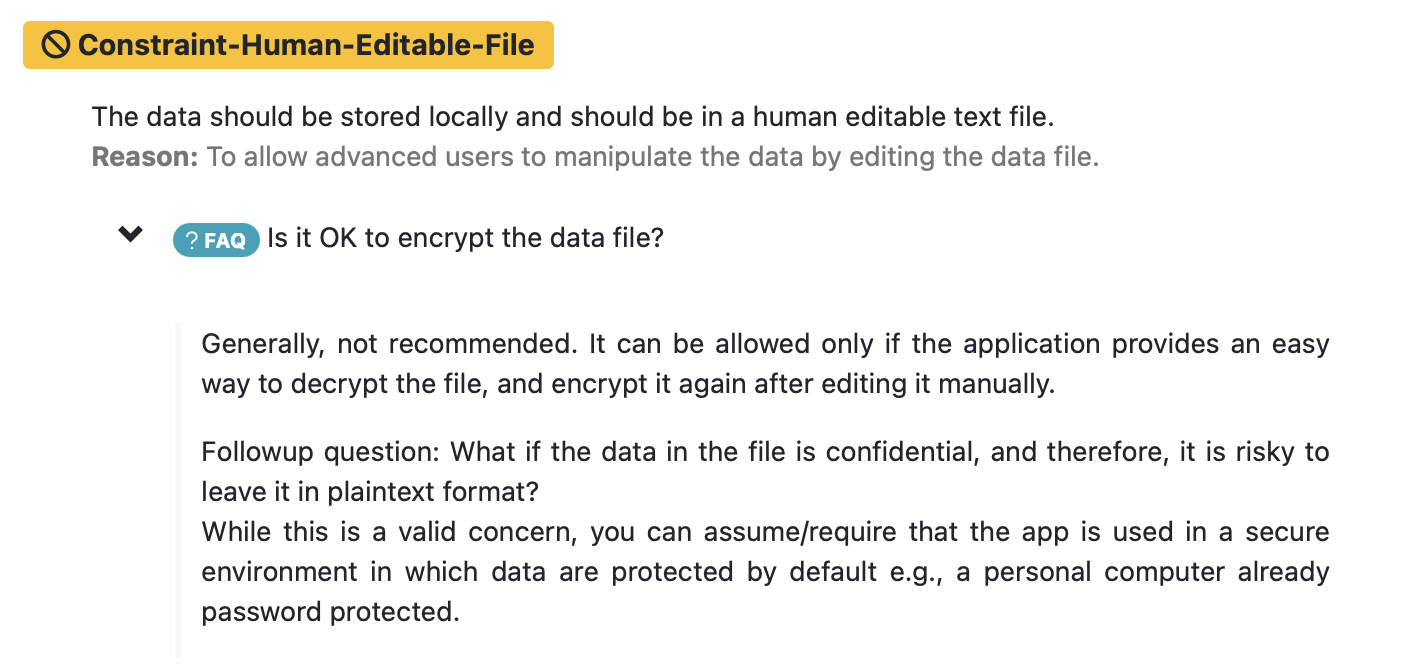 Constraint-Human-Editable-File
The data should be stored locally and should be in a human editable text file.
Reason: To allow advanced users to manipulate the data by editing the data file.
? FAQ Is it OK to encrypt the data file?
Generally, not recommended. It can be allowed only if the application provides an easy
way to decrypt the file, and encrypt it again after editing it manually.
Followup question: What if the data in the file is confidential, and therefore, it is risky to
leave it in plaintext format?
While this is a valid concern, you can assume/require that the app is used in a secure
environment in which data are protected by default e.g., a personal computer already
password protected.